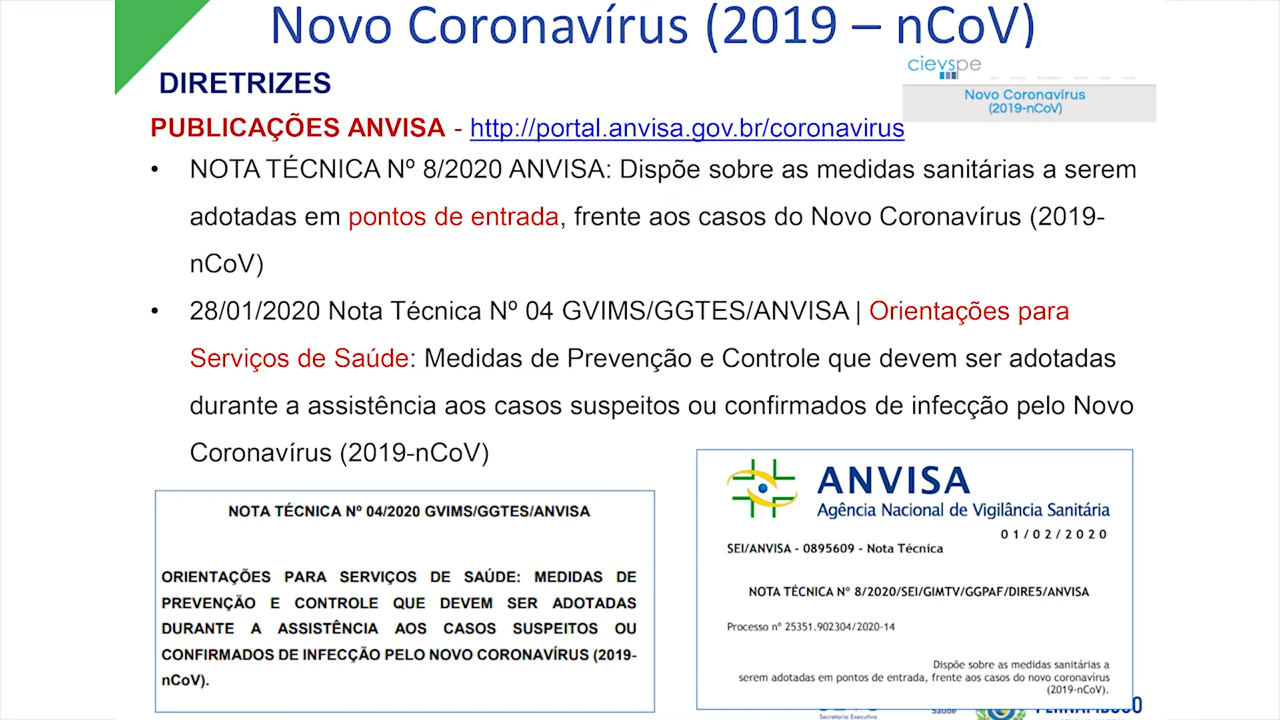 Novo Coronavírus (2019 – nCoV)
cievspe
Novo Coronavírus
(2019-nCoV)
DIRETRIZES
PUBLICAÇÕES ANVISA - http://portal.anvisa.gov.br/coronavirus
• NOTA TÉCNICA Nº 8/2020 ANVISA: Dispõe sobre as medidas sanitárias a serem
adotadas em pontos de entrada, frente aos casos do Novo Coronavírus (2019-
nCoV)
• 28/01/2020 Nota Técnica Nº 04 GVIMS/GGTES/ANVISA | Orientações para
Serviços de Saúde: Medidas de Prevenção e Controle que devem ser adotadas
durante a assistência aos casos suspeitos ou confirmados de infecção pelo Novo
Coronavírus (2019-nCoV)
NOTA TÉCNICA Nº 04/2020 GVIMS/GGTES/ANVISA
ORIENTAÇÕES PARA SERVIÇOS DE SAÚDE: MEDIDAS DE
PREVENÇÃO E CONTROLE QUE DEVEM SER ADOTADAS
DURANTE A ASSISTÊNCIA AOS CASOS SUSPEITOS OU
CONFIRMADOS DE INFECÇÃO PELO NOVO CORONAVÍRUS (2019-
nCoV).
ANVISA
Agência Nacional de Vigilância Sanitária
01/02/2020
SEI/ANVISA - 0895609 - Nota Técnica
NOTA TÉCNICA Nº 8/2020/SEI/GIMTV/GGPAF/DIRE5/ANVISA
Processo nº 25351.902304/2020-14
Dispõe sobre as medidas sanitárias a
serem adotadas em pontos de entrada, frente aos casos do novo coronavírus
(2019-nCoV).
Secretaria Executiva
Saúde
PERNAMBUCO